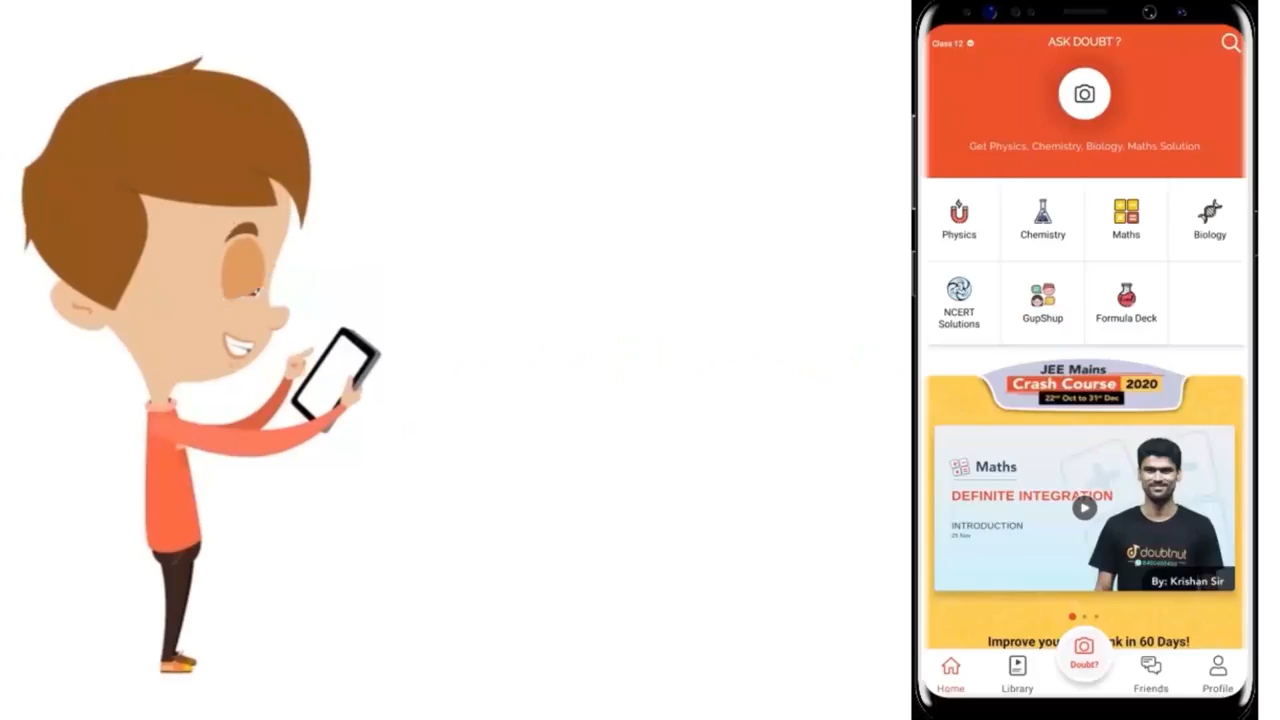 Class 12
ASK DOUBT ?
Get Physics, Chemistry, Biology, Maths Solution
Physics
Chemistry
Maths
Biology
NCERT
Solutions
GupShup
Formula Deck
JEE Mains
Crash Course 2020
22nd Oct to 31st Dec
Maths
DEFINITE INTEGRATION
INTRODUCTION
doubtnut
By: Krishan Sir
Improve you nk in 60 Days!
Doubt?
Home
Library
Friends
Profile